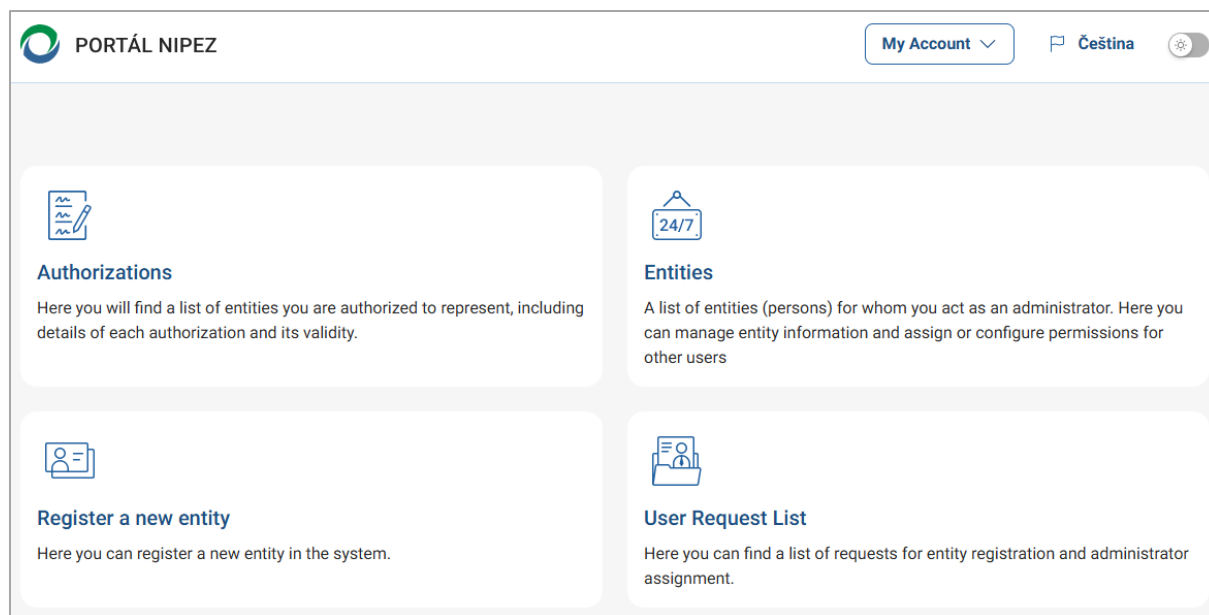 PORTÁL NIPEZ
My Account
Čeština
Authorizations
Here you will find a list of entities you are authorized to represent, including
details of each authorization and its validity.
24/7
Entities
A list of entities (persons) for whom you act as an administrator. Here you
can manage entity information and assign or configure permissions for
other users
Register a new entity
Here you can register a new entity in the system.
User Request List
Here you can find a list of requests for entity registration and administrator
assignment.